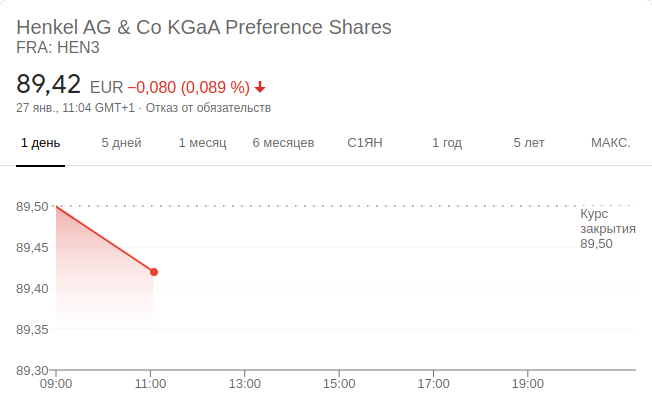 Henkel AG & Co KGaA Preference Shares
FRA: HEN3
89,42 EUR −0,080 (0,089 %)
27 янв., 11:04 GMT+1 · Отказ от обязательств
1 день 5 дней 1 месяц 6 месяцев С1ЯН 1 год 5 лет МАКС.
89,50
Курс
закрытия
89,50
89,45
89,40
89,35
89,30
09:00 11:00 13:00 15:00 17:00 19:00